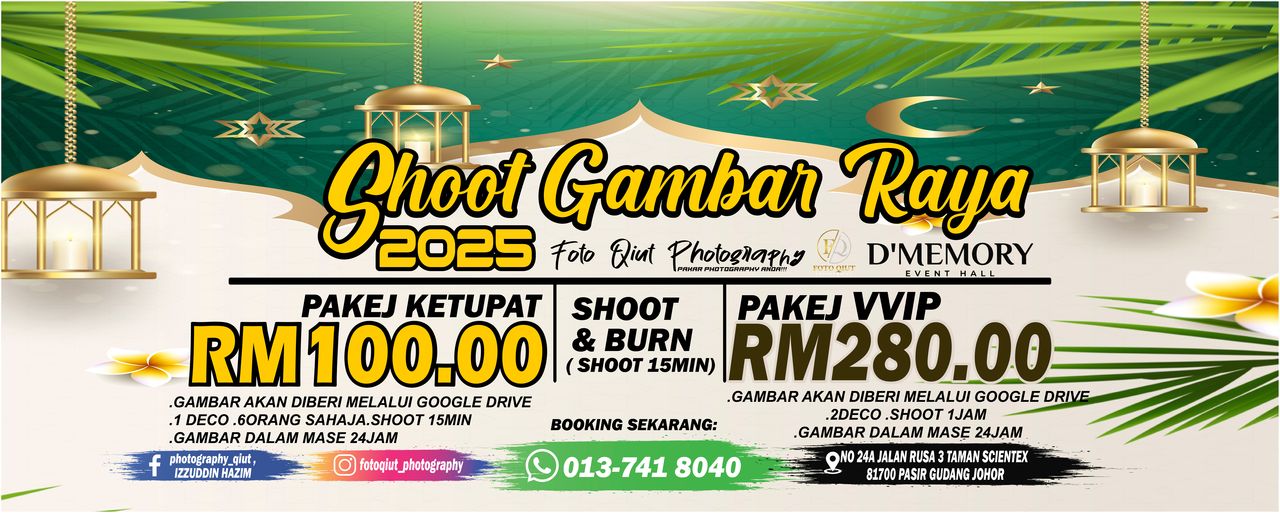 Shoot Gambar Raya
2025
Foto Qiut Photography
PAKAR PHOTOGRAPHY ANDA!!!
FQ
FOTO QIUT
D'MEMORY
EVENT HALL
PAKEJ KETUPAT
RM100.00
.GAMBAR AKAN DIBERI MELALUI GOOGLE DRIVE
.1 DECO .6ORANG SAHAJA.SHOOT 15MIN
.GAMBAR DALAM MASE 24JAM
SHOOT
& BURN
( SHOOT 15MIN)
PAKEJ VVIP
RM280.00
.GAMBAR AKAN DIBERI MELALUI GOOGLE DRIVE
.2DECO .SHOOT 1JAM
.GAMBAR DALAM MASE 24JAM
BOOKING SEKARANG:
photography_qiut ,
IZZUDDIN HAZIM
fotoqiut_photography
013-741 8040
NO 24A JALAN RUSA 3 TAMAN SCIENTEX
81700 PASIR GUDANG JOHOR